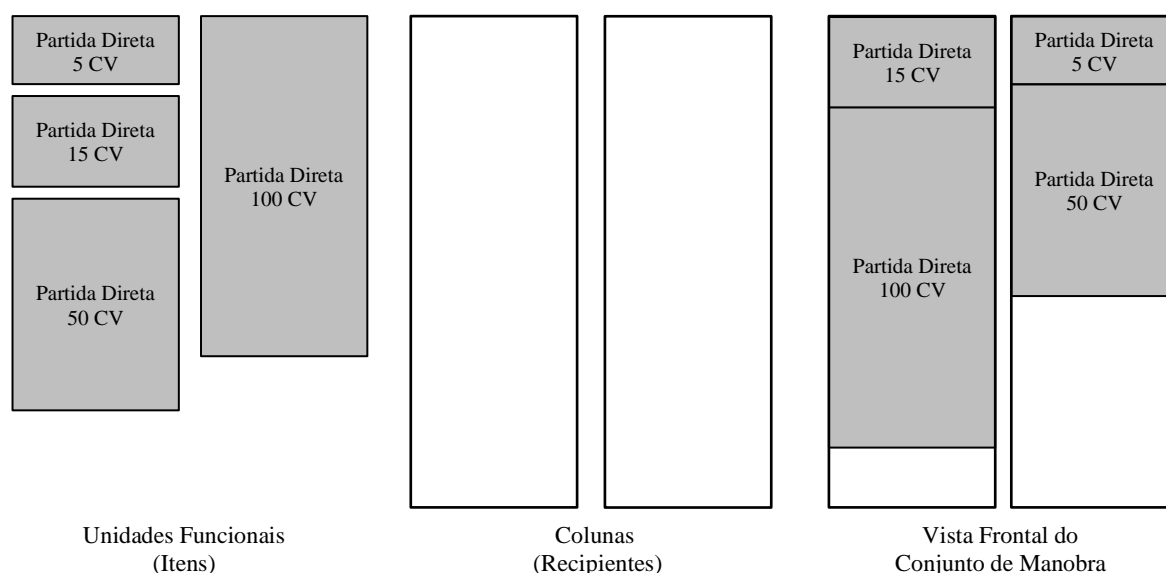 Partida Direta
5 CV
Partida Direta
15 CV
Partida Direta
50 CV
Partida Direta
100 CV
Partida Direta
15 CV
Partida Direta
100 CV
Partida Direta
5 CV
Partida Direta
50 CV
Unidades Funcionais
(Itens)
Colunas
(Recipientes)
Vista Frontal do
Conjunto de Manobra